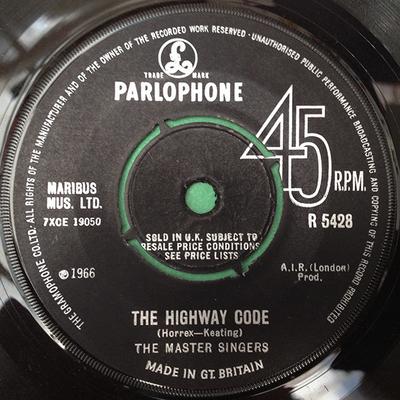 THE GRAMOPHONE CO. LTD. ALL RIGHTS OF THE MANUFACTURER AND OF THE OWNER OF THE RECORDED WORK RESERVED · UNAUTHORISED PUBLIC PERFORMANCE BROADCASTING AND COPYING OF THIS RECORD PROHIBITED
£
TRADE MARK
PARLOPHONE
45
R.P.M.
MARIBUS
MUS. LTD.
7XCE 19050
R 5428
SOLD IN U.K. SUBJECT TO
RESALE PRICE CONDITIONS
SEE PRICE LISTS
℗ 1966
A.I.R. (London)
Prod.
THE HIGHWAY CODE
(Horrex—Keating)
THE MASTER SINGERS
MADE IN GT. BRITAIN